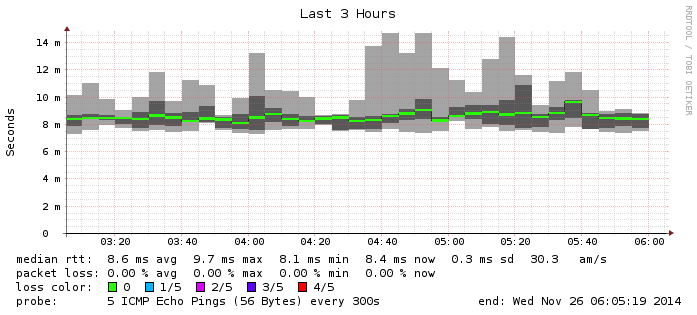 Last 3 Hours
RRDTOOL / TOBI OETIKER
Seconds
14 m
12 m
10 m
8 m
6 m
4 m
2 m
0
03:20 03:40 04:00 04:20 04:40 05:00 05:20 05:40 06:00
median rtt: 8.6 ms avg 9.7 ms max 8.1 ms min 8.4 ms now 0.3 ms sd 30.3 am/s
packet loss: 0.00 % avg 0.00 % max 0.00 % min 0.00 % now
loss color: 0 1/5 2/5 3/5 4/5
probe: 5 ICMP Echo Pings (56 Bytes) every 300s end: Wed Nov 26 06:05:19 2014